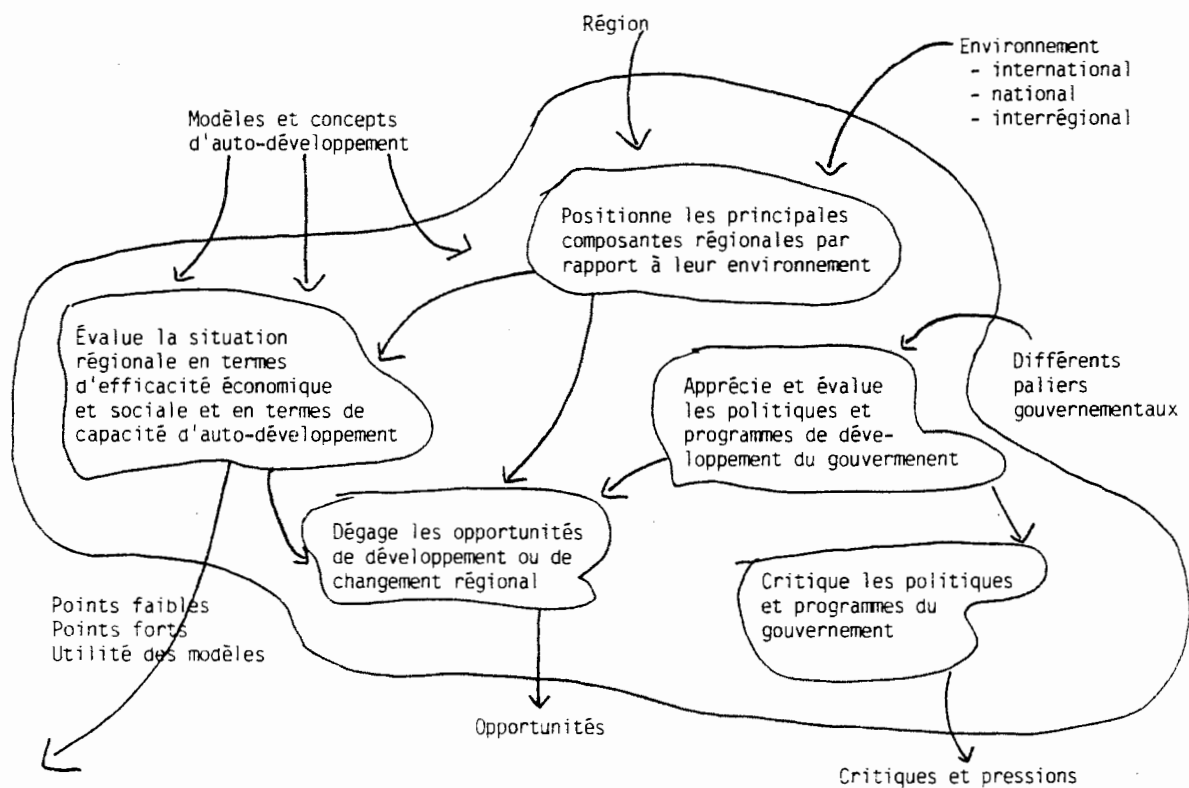 Région
Environnement
- international
- national
- interrégional
Modèles et concepts
d'auto-développement
Positionne les principales
composantes régionales par
rapport à leur environnement
Évalue la situation
régionale en termes
d'efficacité économique
et sociale et en termes de
capacité d'auto-développement
Apprécie et évalue
les politiques et
programmes de déve-
loppement du gouvermenent
Différents
paliers
gouvernementaux
Dégage les opportunités
de développement ou de
changement régional
Critique les politiques
et programmes du
gouvernement
Points faibles
Points forts
Utilité des modèles
Opportunités
Critiques et pressions